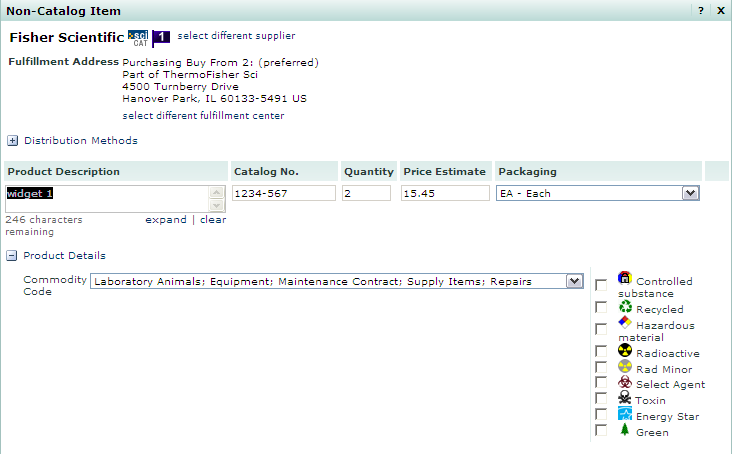 Non-Catalog Item ? X
Fisher Scientific sci CAT 1 select different supplier
Fulfillment Address Purchasing Buy From 2: (preferred)
Part of ThermoFisher Sci
4500 Turnberry Drive
Hanover Park, IL 60133-5491 US
select different fulfillment center
Distribution Methods
Product Description Catalog No. Quantity Price Estimate Packaging
widget 1 1234-567 2 15.45 EA - Each
246 characters expand | clear
remaining
Product Details
Commodity Laboratory Animals; Equipment; Maintenance Contract; Supply Items; Repairs
Code
Controlled
substance
Recycled
Hazardous
material
Radioactive
Rad Minor
Select Agent
Toxin
Energy Star
Green